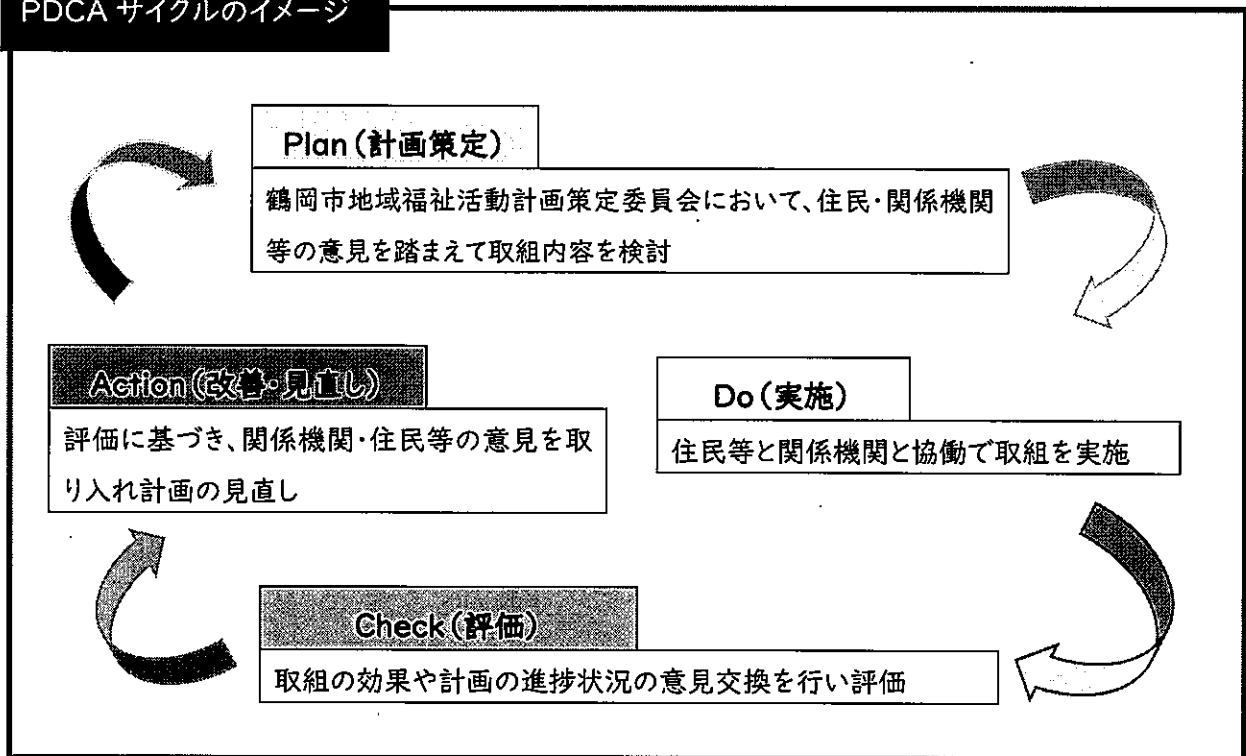 PDCA サイクルのイメージ
Plan（計画策定）
鶴岡市地域福祉活動計画策定委員会において、住民・関係機関
等の意見を踏まえて取組内容を検討
Action（改善・見直し）
評価に基づき、関係機関・住民等の意見を取
り入れ計画の見直し
Do（実施）
住民等と関係機関と協働で取組を実施
Check（評価）
取組の効果や計画の進捗状況の意見交換を行い評価